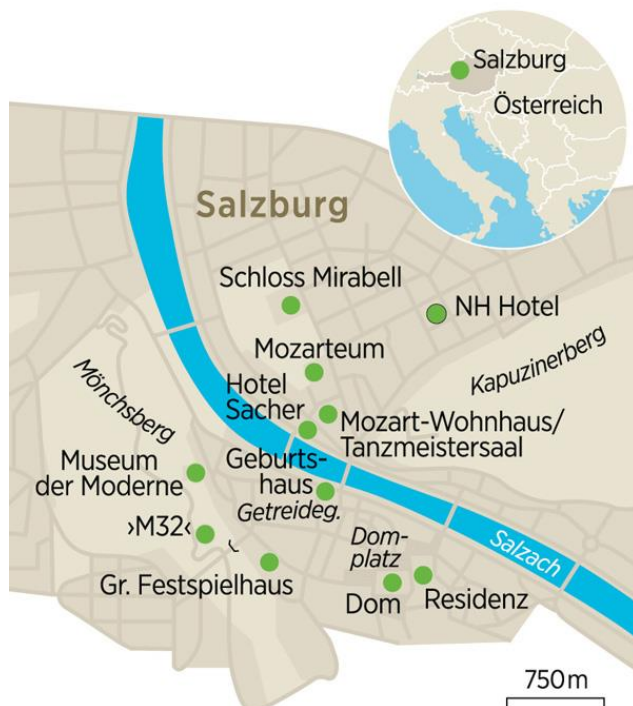 Salzburg
Österreich
Salzburg
Schloss Mirabell
NH Hotel
Mozarteum
Kapuzinerberg
Mönchsberg
Hotel
Sacher
Mozart-Wohnhaus/
Tanzmeistersaal
Geburts-
haus
Getreideg.
Museum
der Moderne
›M32‹
Gr. Festspielhaus
Dom-
platz
Dom
Residenz
Salzach
750 m